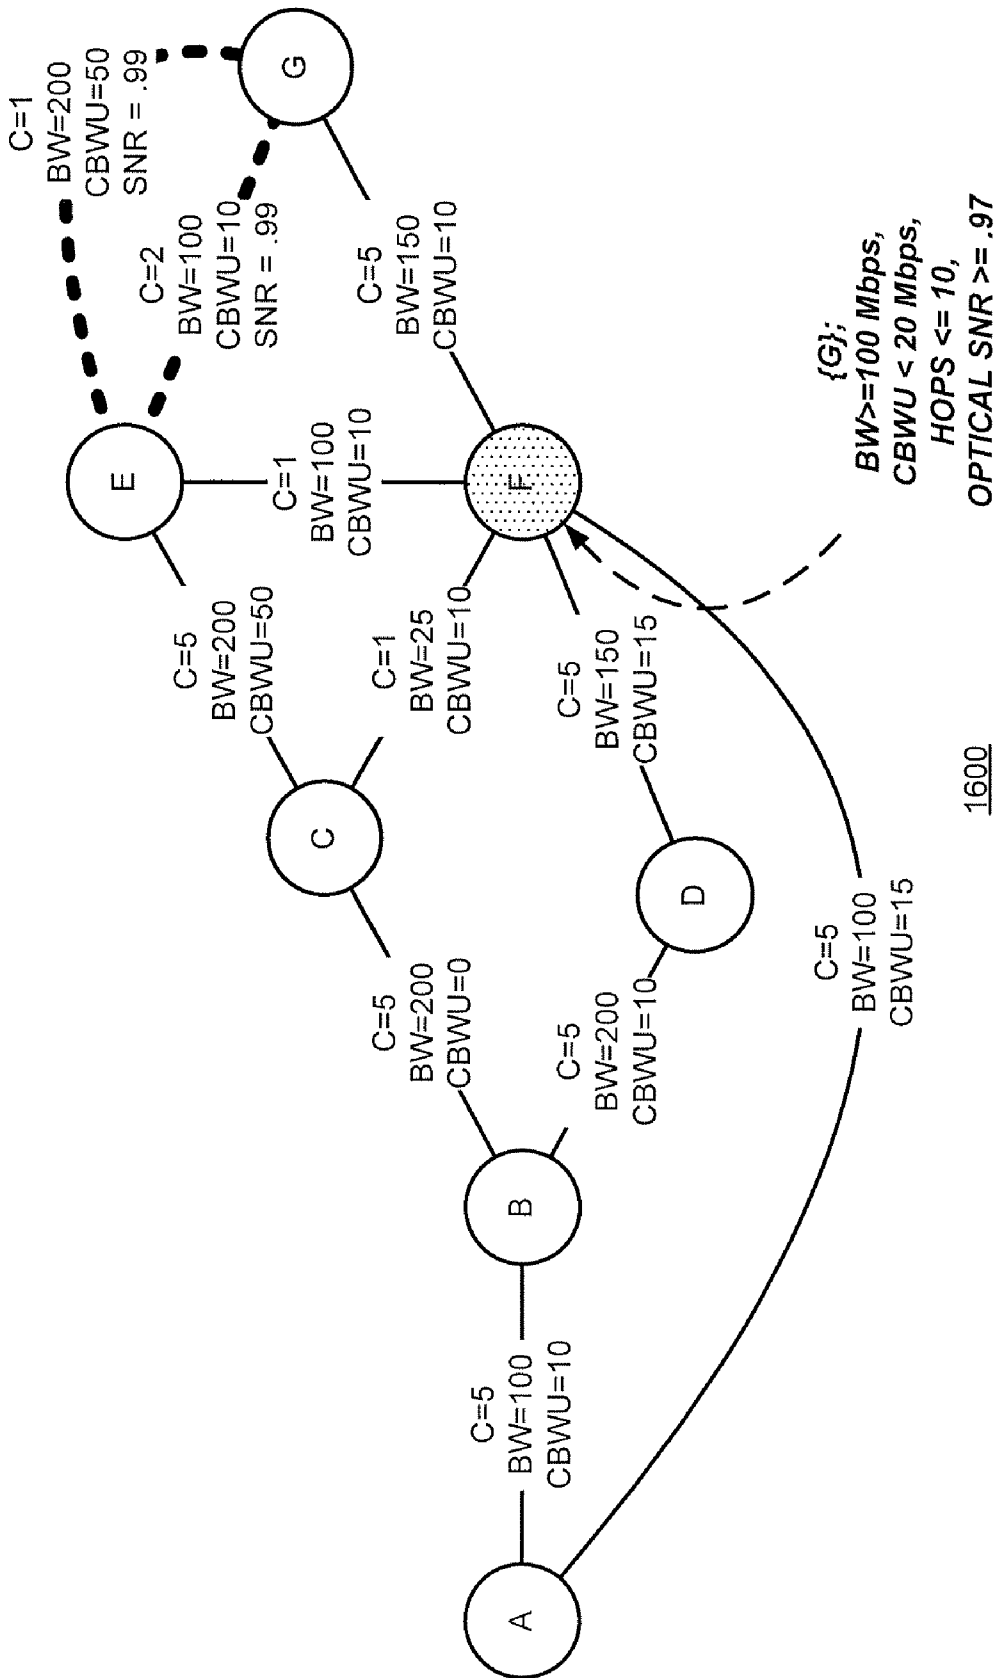 A
C=5
BW=100
CBWU=10
B
C=5
BW=200
CBWU=0
C
C=5
BW=200
CBWU=50
E
C=1
BW=200
CBWU=50
SNR = .99
C=2
BW=100
CBWU=10
SNR = .99
G
C=1
BW=25
CBWU=10
C=1
BW=100
CBWU=10
C=5
BW=150
CBWU=10
F
C=5
BW=200
CBWU=10
D
C=5
BW=150
CBWU=15
C=5
BW=100
CBWU=15
{G};
BW>=100 Mbps,
CBWU < 20 Mbps,
HOPS <= 10,
OPTICAL SNR >= .97
1600